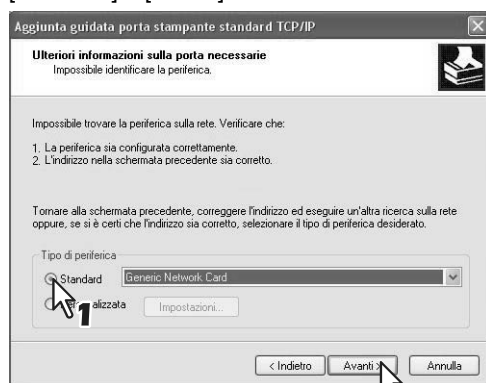 Aggiunta guidata porta stampante standard TCP/IP
Ulteriori informazioni sulla porta necessarie
Impossibile identificare la periferica.
Impossibile trovare la periferica sulla rete. Verificare che:
1. La periferica sia configurata correttamente.
2. L'indirizzo nella schermata precedente sia corretto.
Tornare alla schermata precedente, correggere l'indirizzo ed eseguire un'altra ricerca sulla rete
oppure, se si è certi che l'indirizzo sia corretto, selezionare il tipo di periferica desiderato.
Tipo di periferica
Standard Generic Network Card
1
alizzata Impostazioni...
< Indietro Avanti > Annulla